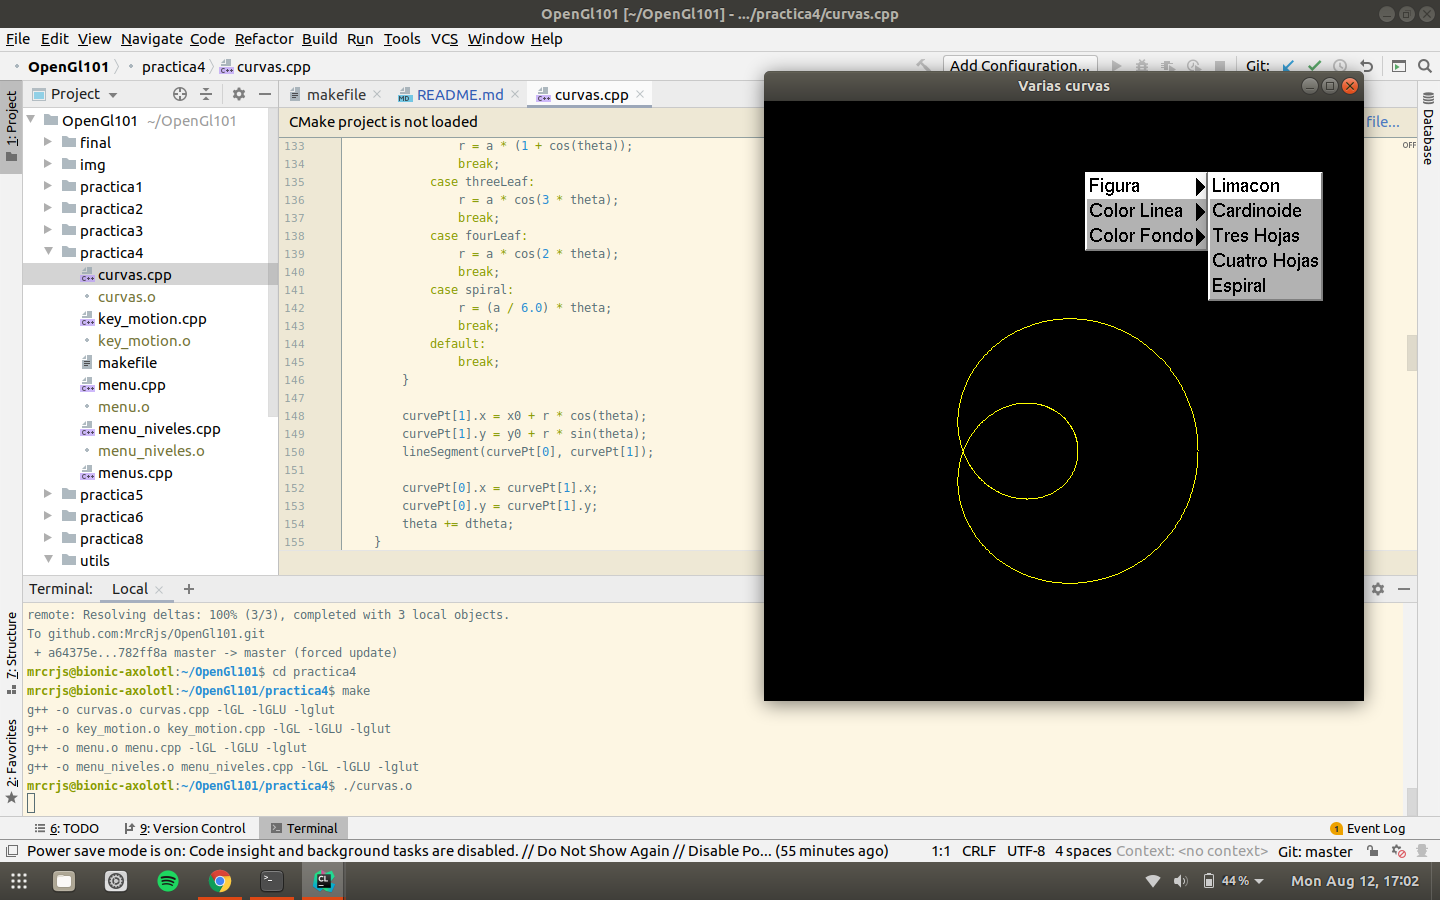 OpenGl101 [~/OpenGl101] - .../practica4/curvas.cpp
File Edit View Navigate Code Refactor Build Run Tools VCS Window Help
OpenGl101 practica4 curvas.cpp
Add Configuration...
Git:
1: Project
Project
makefile
README.md
curvas.cpp
CMake project is not loaded
file...
OFF
Database
OpenGl101 ~/OpenGl101
final
img
practica1
practica2
practica3
practica4
curvas.cpp
curvas.o
key_motion.cpp
key_motion.o
makefile
menu.cpp
menu.o
menu_niveles.cpp
menu_niveles.o
menus.cpp
practica5
practica6
practica8
utils
133 r = a * (1 + cos(theta));
134 break;
135 case threeLeaf:
136 r = a * cos(3 * theta);
137 break;
138 case fourLeaf:
139 r = a * cos(2 * theta);
140 break;
141 case spiral:
142 r = (a / 6.0) * theta;
143 break;
144 default:
145 break;
146 }
147
148 curvePt[1].x = x0 + r * cos(theta);
149 curvePt[1].y = y0 + r * sin(theta);
150 lineSegment(curvePt[0], curvePt[1]);
151
152 curvePt[0].x = curvePt[1].x;
153 curvePt[0].y = curvePt[1].y;
154 theta += dtheta;
155 }
Varias curvas
Figura
Color Linea
Color Fondo
Limacon
Cardinoide
Tres Hojas
Cuatro Hojas
Espiral
Terminal: Local
7: Structure
2: Favorites
remote: Resolving deltas: 100% (3/3), completed with 3 local objects.
To github.com:MrcRjs/OpenGl101.git
+ a64375e...782ff8a master -> master (forced update)
mrcrjs@bionic-axolotl:~/OpenGl101$ cd practica4
mrcrjs@bionic-axolotl:~/OpenGl101/practica4$ make
g++ -o curvas.o curvas.cpp -lGL -lGLU -lglut
g++ -o key_motion.o key_motion.cpp -lGL -lGLU -lglut
g++ -o menu.o menu.cpp -lGL -lGLU -lglut
g++ -o menu_niveles.o menu_niveles.cpp -lGL -lGLU -lglut
mrcrjs@bionic-axolotl:~/OpenGl101/practica4$ ./curvas.o
6: TODO 9: Version Control Terminal
1 Event Log
Power save mode is on: Code insight and background tasks are disabled. // Do Not Show Again // Disable Po... (55 minutes ago)
1:1 CRLF UTF-8 4 spaces Context: <no context> Git: master
CL
44 % Mon Aug 12, 17:02